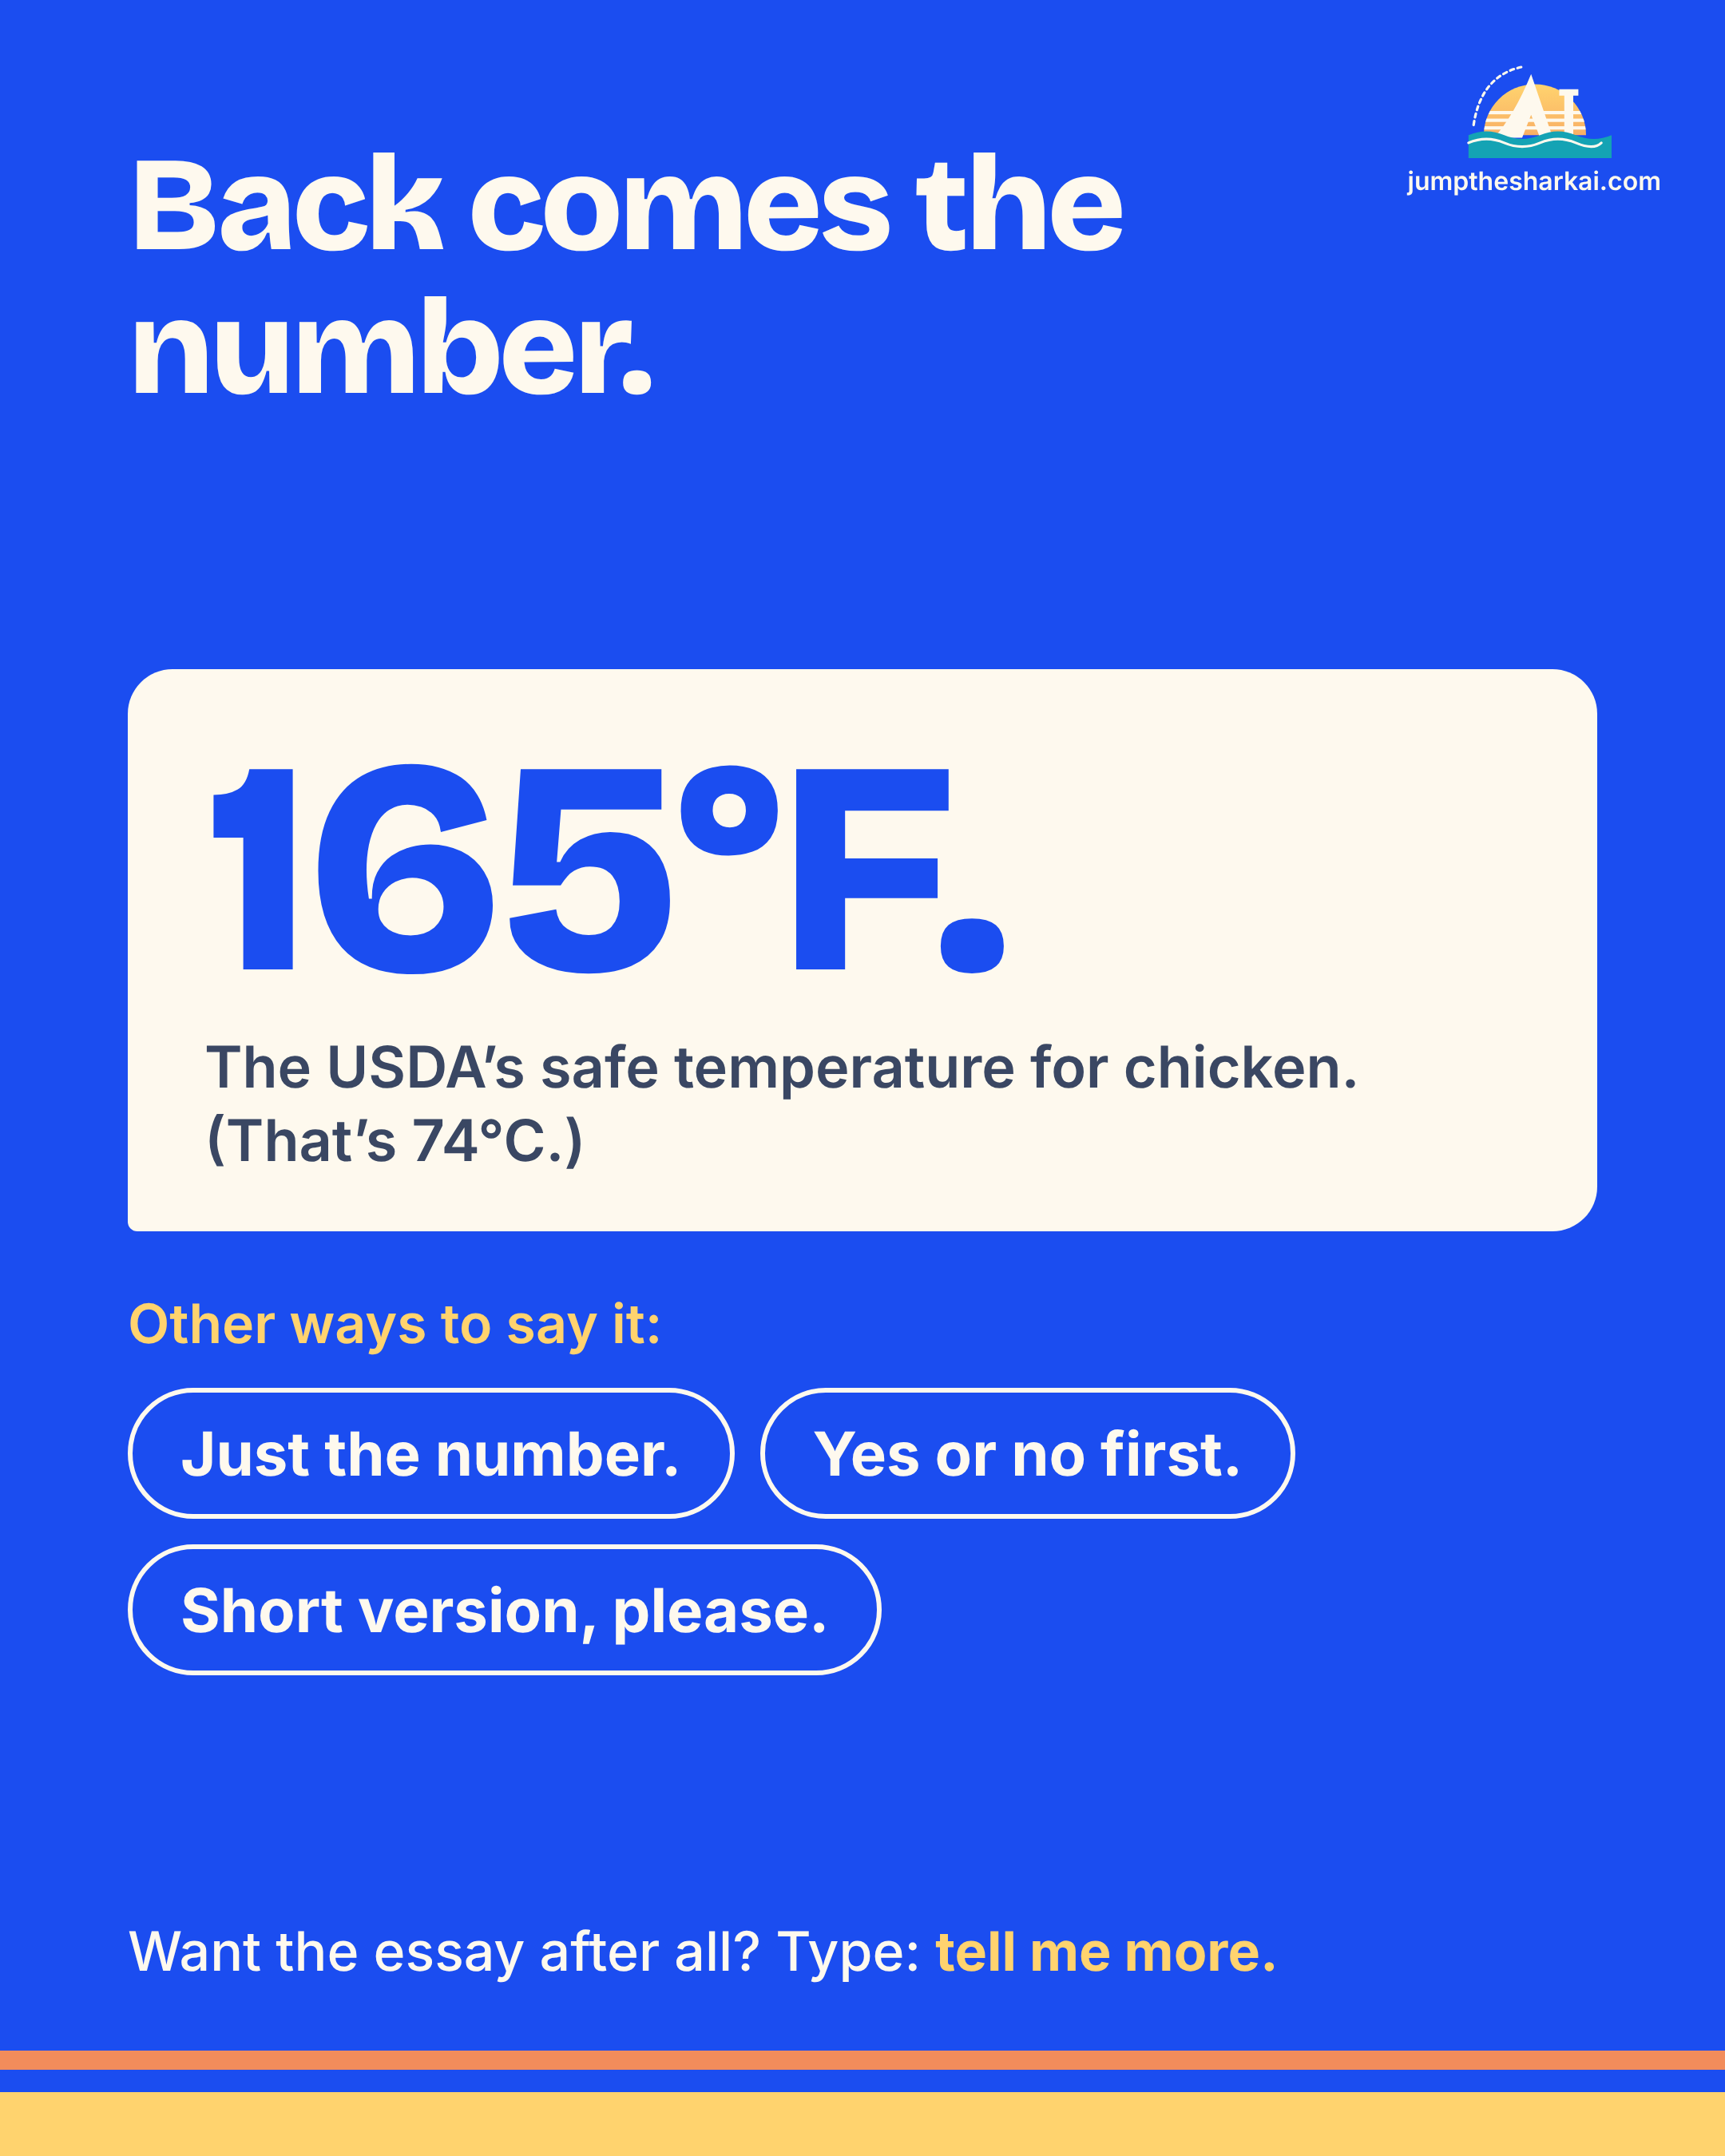 AI
jumpthesharkai.com
Back comes the
number.
165°F.
The USDA’s safe temperature for chicken.
(That’s 74°C.)
Other ways to say it:
Just the number.
Yes or no first.
Short version, please.
Want the essay after all? Type: tell me more.